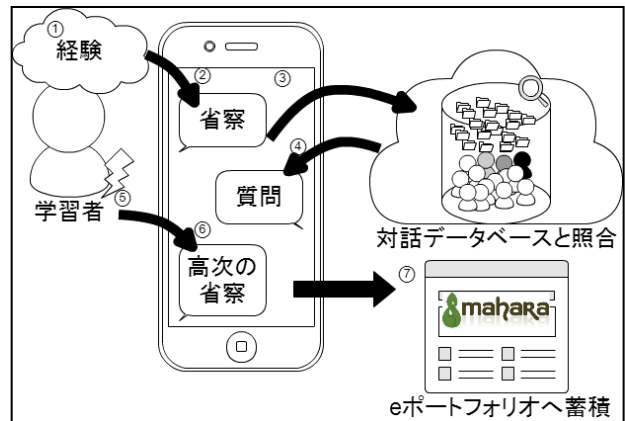 ①
経験
②
③
省察
④
質問
⑤
学習者
⑥
高次の
省察
対話データベースと照合
⑦
mahara
eポートフォリオへ蓄積